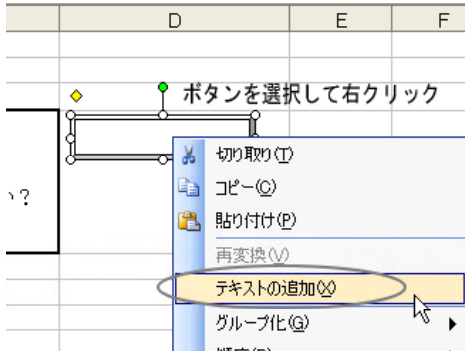 D E F
ボタンを選択して右クリック
い?
切り取り(T)
コピー(C)
貼り付け(P)
再変換(V)
テキストの追加(X)
グループ化(G)